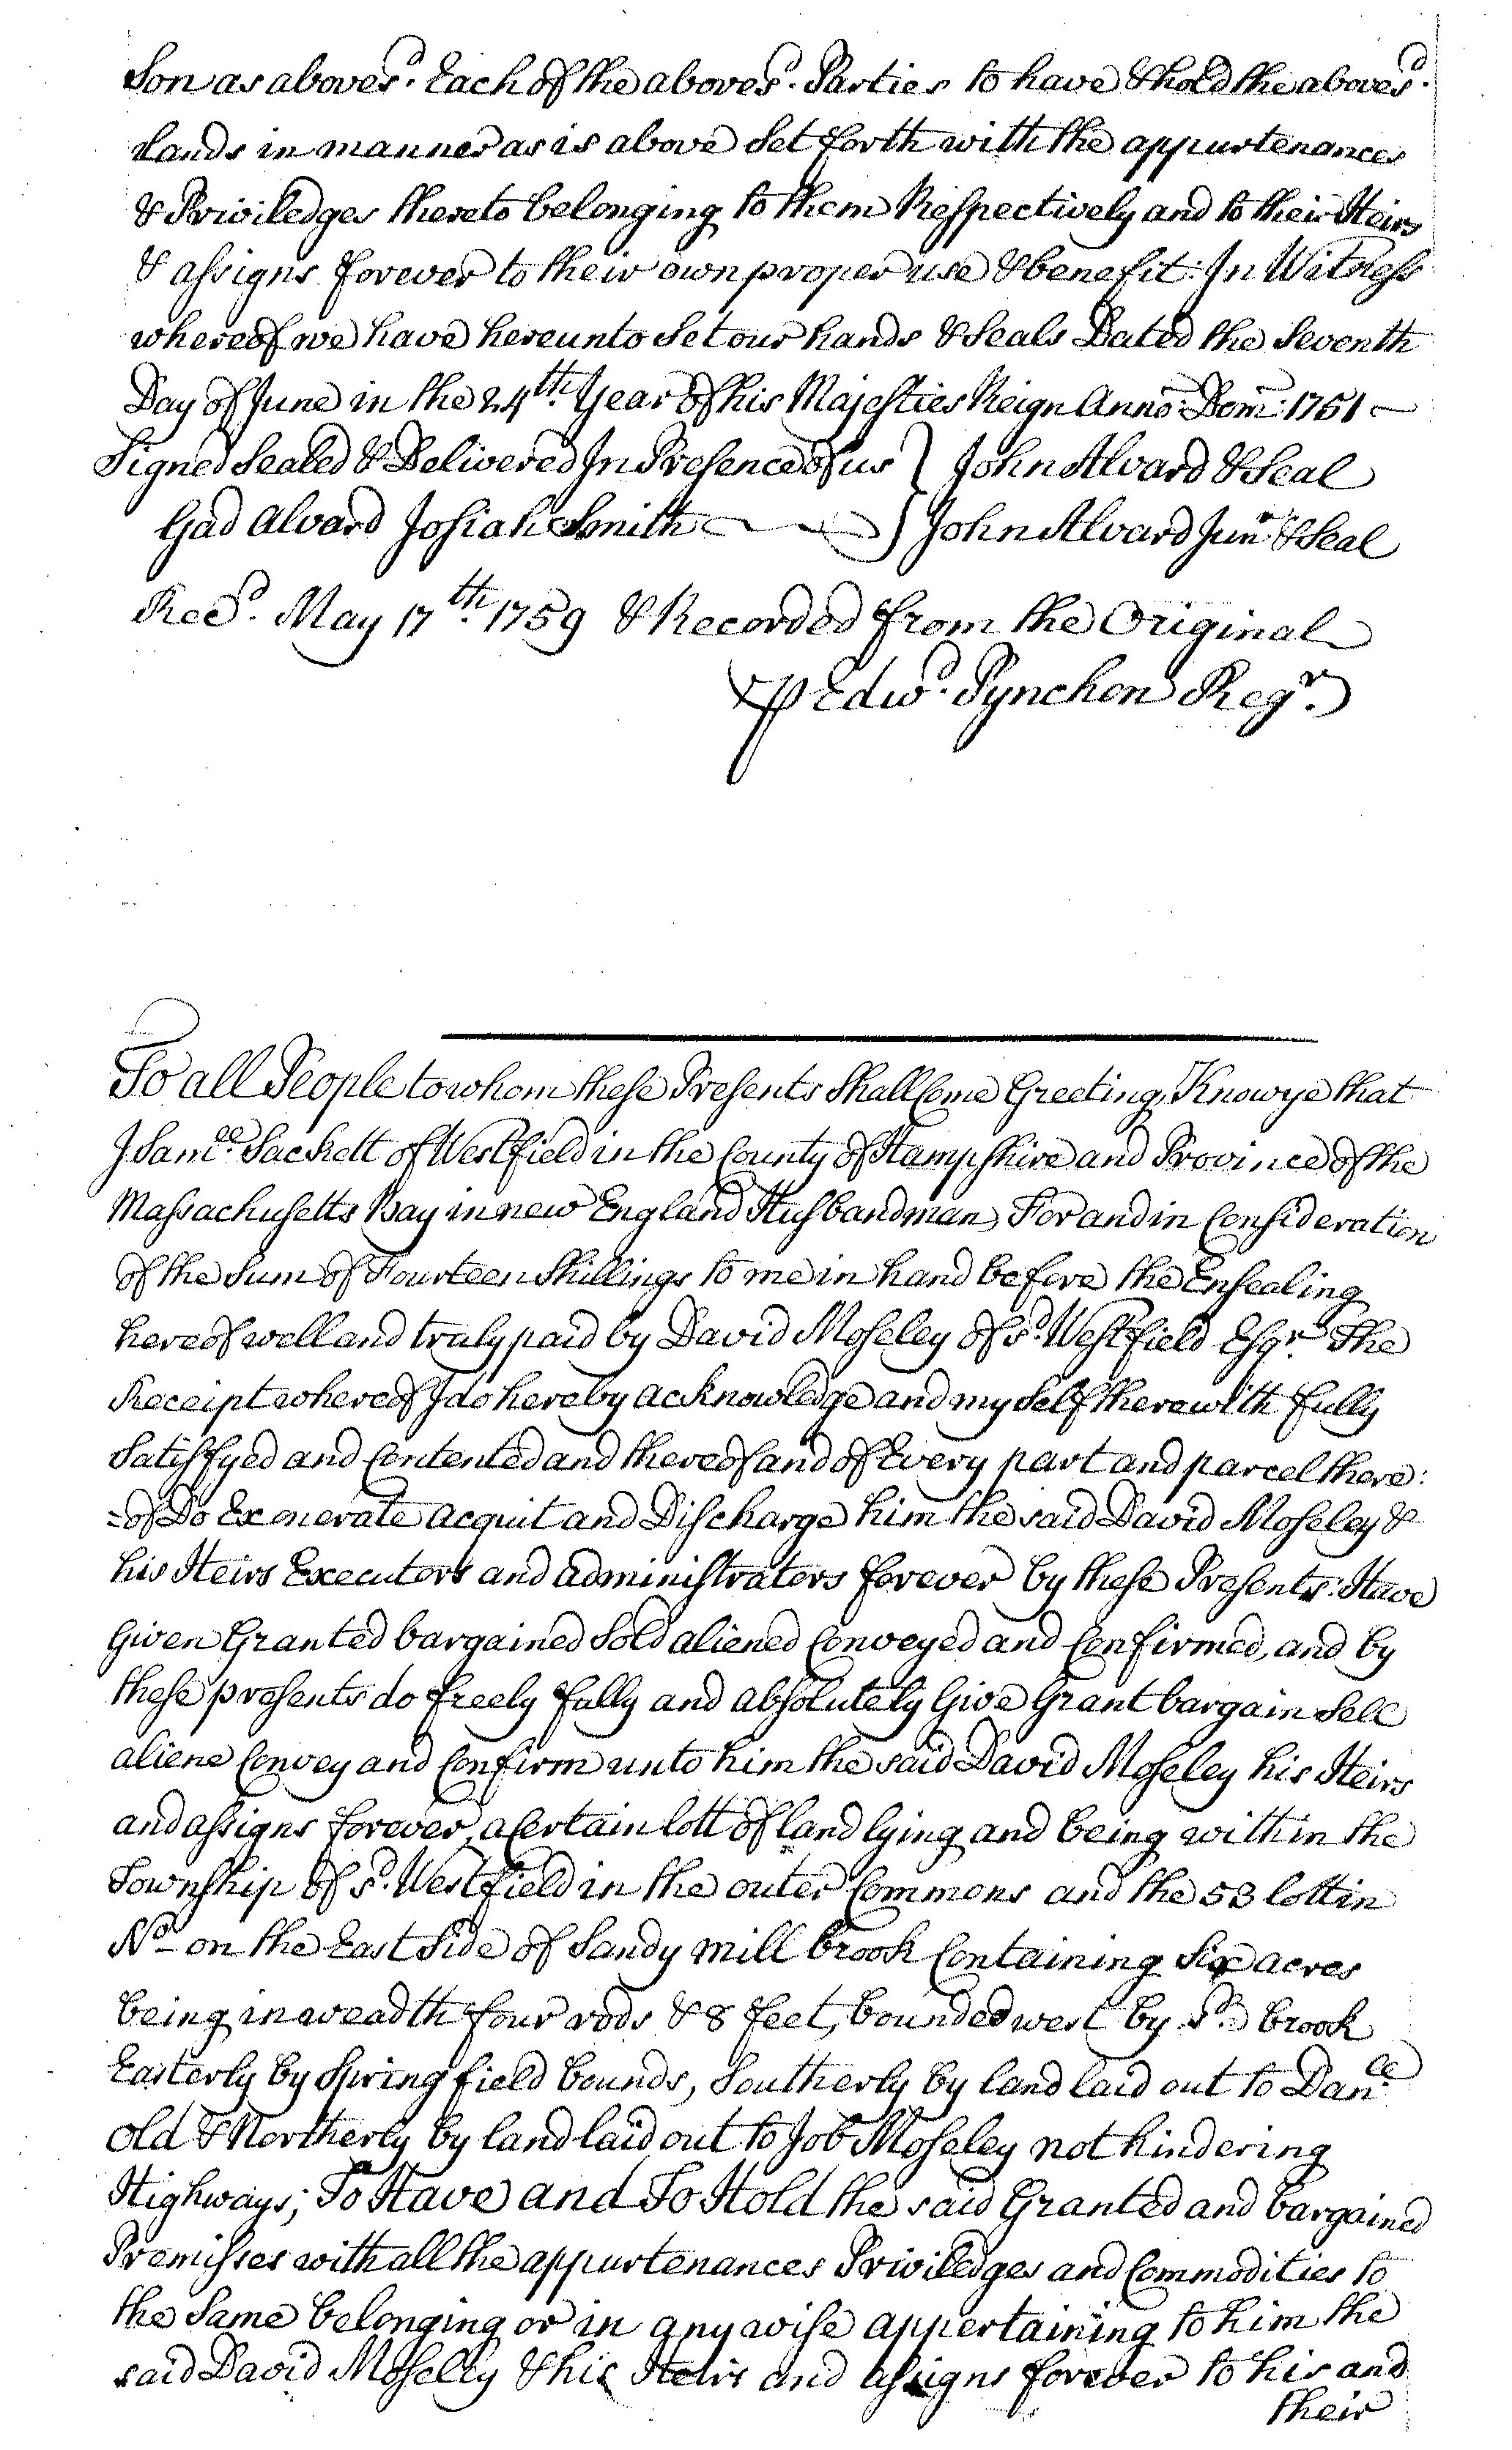 Son as aboves.d Each of the aboves.d Parties to have & hold the aboves.d
Lands in manner as is above Set forth with the appurtenances
& Priviledges thereto belonging to them Respectively and to their Heirs
& assigns forever to their own proper use & benefit: In Witness
whereof we have hereunto Set our hands & Seals Dated the Seventh
Day of June in the 24th. Year of his Majesties Reign Anno: Dom: 1751
Signed Sealed & Delivered In Presence of us } John Alvard & Seal
Gad Alvard Josiah Smith } John Alvard Junr & Seal
Rec.d May 17th. 1759 & Recorded from the Original
⅌ Edw.d Pynchon Regr.
To all People to whom these Presents Shall Come Greeting, Know ye that
I Sam.ll Sackett of Westfield in the County of Hampshire and Province of the
Massachusetts Bay in new England Husbandman, For and in Consideration
of the Sum of Fourteen Shillings to me in hand before the Ensealing
hereof well and truly paid by David Moseley of s.d Westfield Esqr. The
Receipt whereof I do hereby acknowledge and my Self therewith fully
Satisfyed and Contented and thereof and of Every part and parcel there:
=of Do Exonerate acquit and Discharge him the said David Moseley &
his Heirs Executors and administrators forever by these Presents: Have
Given Granted bargained Sold aliened Conveyed and Confirmed, and by
these presents do freely fully and absolutely Give Grant bargain Sell
aliene Convey and Confirm unto him the said David Moseley his Heirs
and assigns forever, a Certain lott of land lying and being within the
Township of s.d Westfield in the outer Commons and the 53 lott in
No on the East Side of Sandy mill brook Containing Six acres
being in weadth four rods & 8 feet, bounded west by s.d brook
Easterly by Springfield bounds, Southerly by land laid out to Dan.ll
old & Northerly by land laid out to Job Moseley not hindering
Highways; To Have and To Hold the said Granted and bargained
Premisses with all the appurtenances Priviledges and Commodities to
the Same belonging or in any wise appertaining to him the
said David Moselly & his Heirs and assigns forever to his and
their